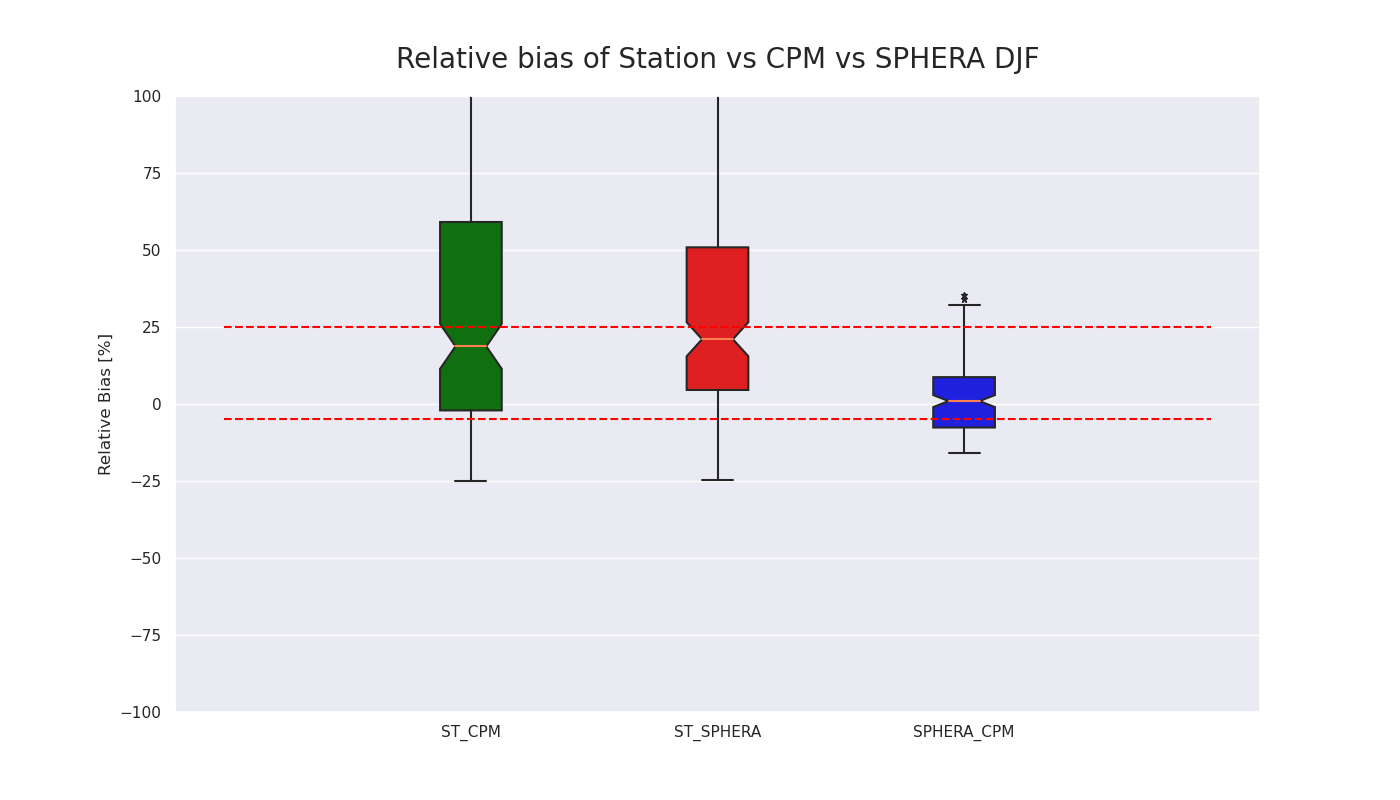 Relative bias of Station vs CPM vs SPHERA DJF
100
75
50
25
0
−25
−50
−75
−100
Relative Bias [%]
ST_CPM
ST_SPHERA
SPHERA_CPM